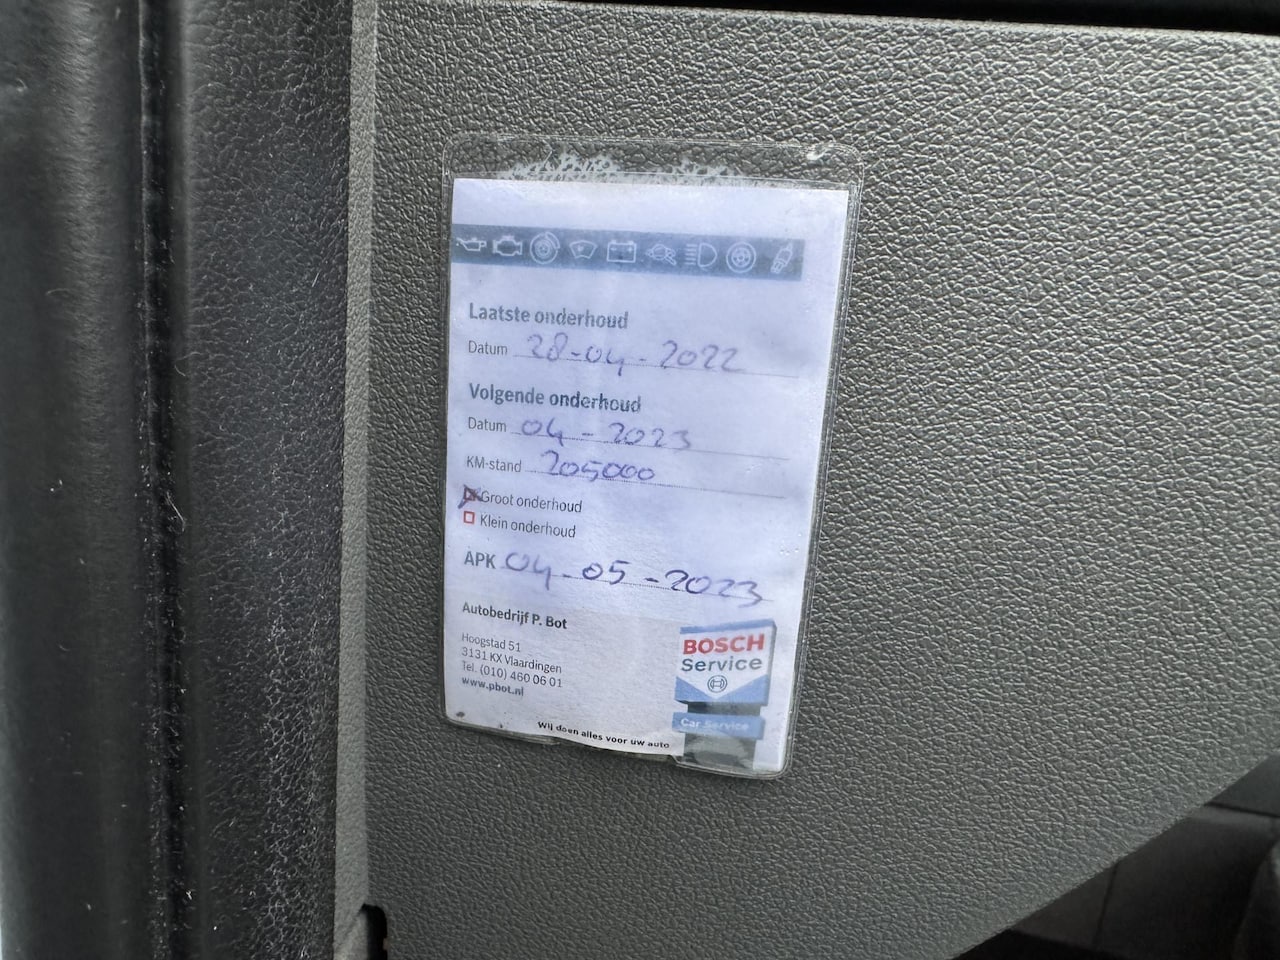 Laatste onderhoud
Datum 28-04-2022
Volgende onderhoud
Datum 04-2023
KM-stand 205000
Groot onderhoud
Klein onderhoud
APK 04-05-2023
Autobedrijf P. Bot
Hoogstad 51
3131 KX Vlaardingen
Tel. (010) 460 06 01
www.pbot.nl
BOSCH
Service
Car Service
Wij doen alles voor uw auto